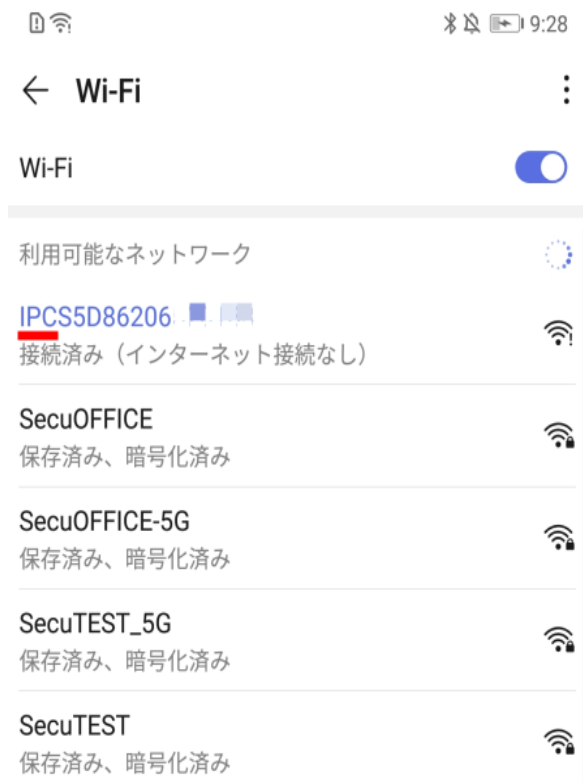 9:28
Wi-Fi
Wi-Fi
利用可能なネットワーク
IPCS5D86206
接続済み（インターネット接続なし）
SecuOFFICE
保存済み、暗号化済み
SecuOFFICE-5G
保存済み、暗号化済み
SecuTEST_5G
保存済み、暗号化済み
SecuTEST
保存済み、暗号化済み